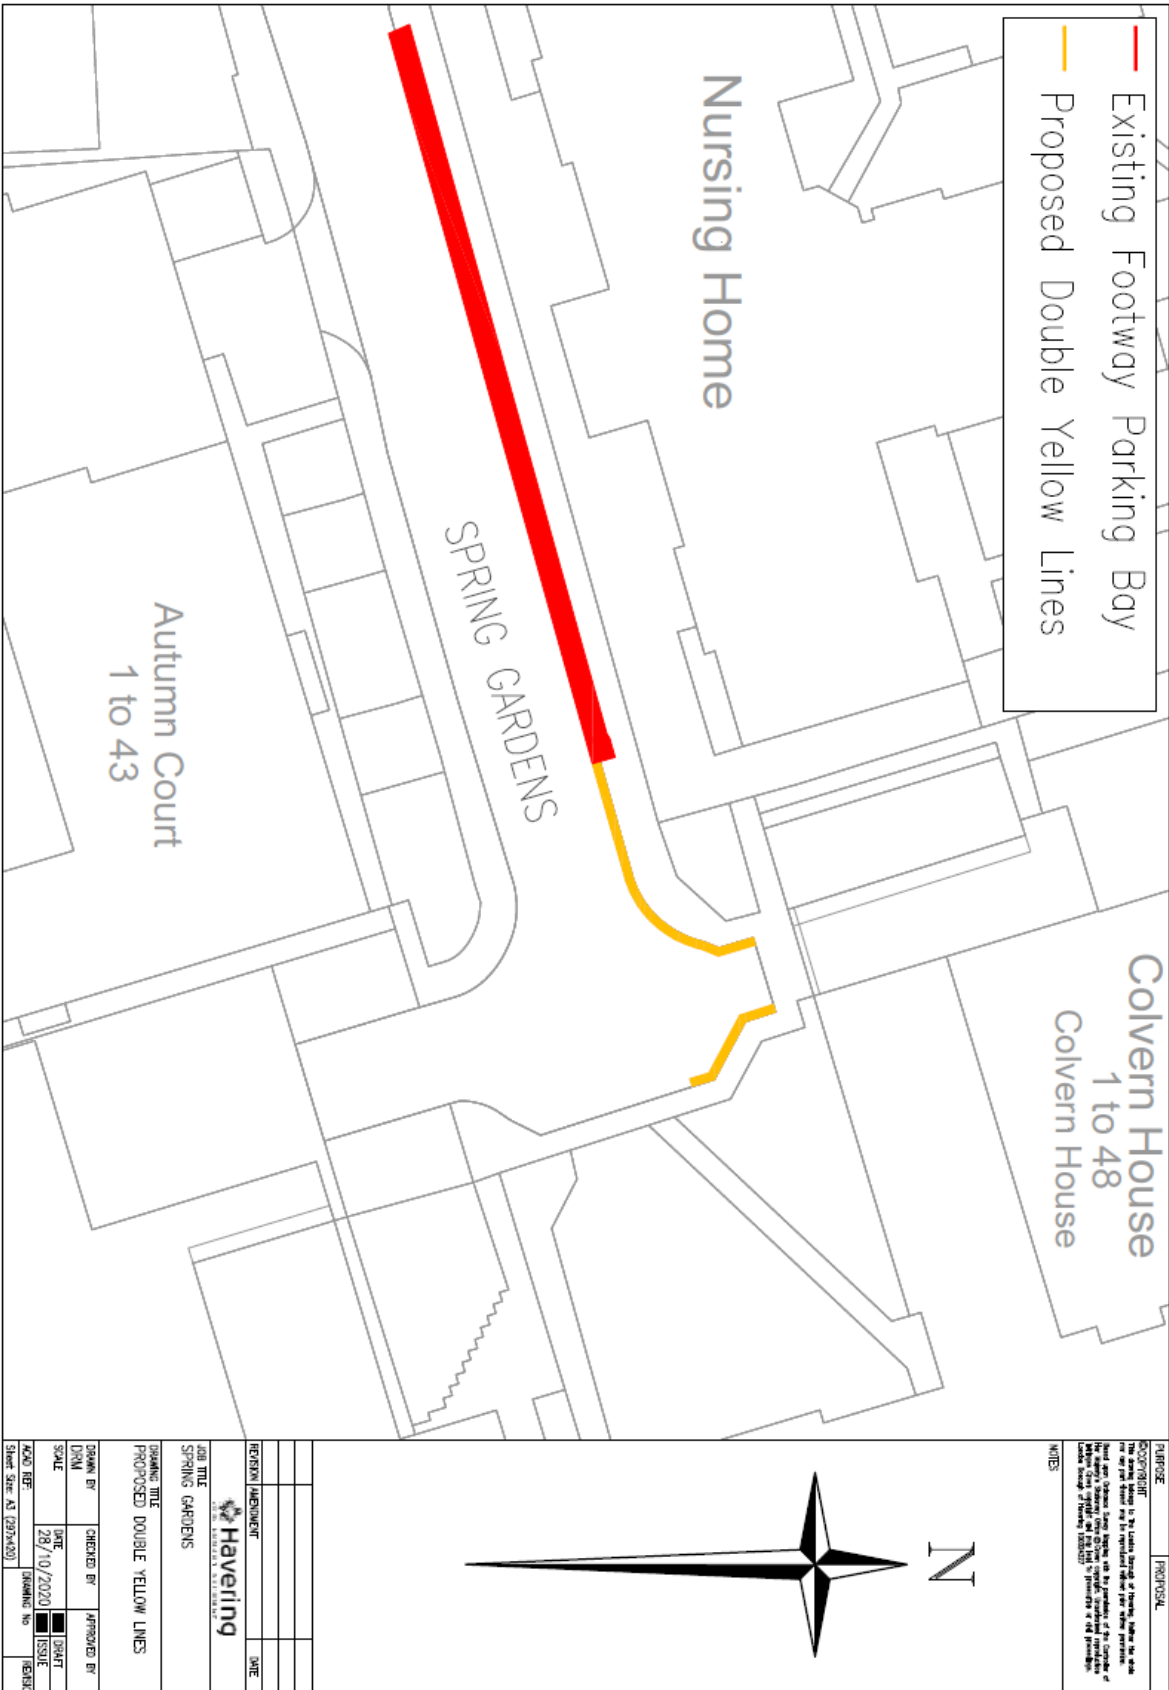 Existing Footway Parking Bay
Proposed Double Yellow Lines
Nursing Home
SPRING GARDENS
Autumn Court
1 to 43
Colvern House
1 to 48
Colvern House
PURPOSE
PROPOSAL
©COPYRIGHT
NOTES
N
REVISION
AMENDMENT
DATE
Havering
JOB TITLE
SPRING GARDENS
DRAWING TITLE
PROPOSED DOUBLE YELLOW LINES
DRAWN BY
DRM
CHECKED BY
APPROVED BY
SCALE
DATE
28/10/2020
DRAFT
ISSUE
ACAD REF:
DRAWING No
Sheet Size: A3 (297x420)